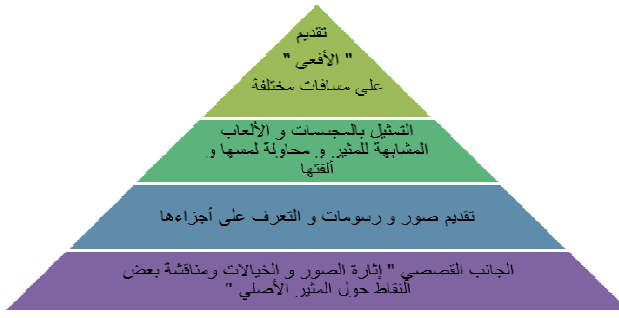 تقديم
" الأفعى "
على مسافات مختلفة
التمثيل بالمجسمات و الألعاب
المشابهة للمثير و محاولة لمسها و
ألفتها
تقديم صور و رسومات و التعرف على أجزاءها
الجانب القصصي " إثارة الصور و الخيالات ومناقشة بعض
النقاط حول المثير الأصلي "